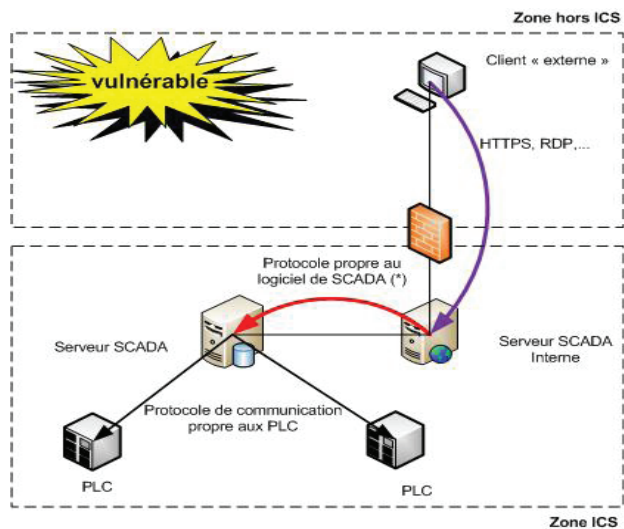 Zone hors ICS
vulnérable
Client « externe »
HTTPS, RDP,...
Protocole propre au
logiciel de SCADA (*)
Serveur SCADA
Serveur SCADA
Interne
Protocole de communication
propre aux PLC
PLC
PLC
Zone ICS